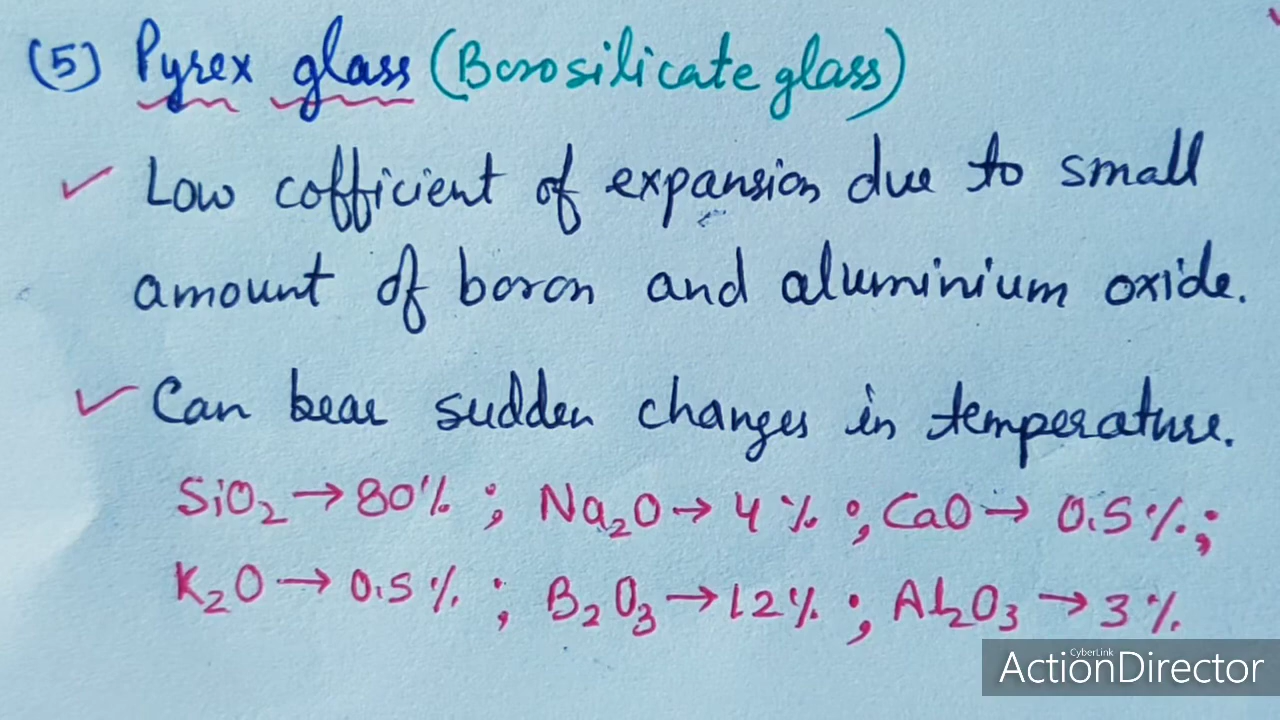 (5) Pyrex glass (Borosilicate glass)
✓ Low cofficient of expansion due to small
amount of boron and aluminium oxide.
✓ Can bear sudden changes in temperature.
SiO₂ → 80% ; Na₂O → 4% ; CaO → 0.5% ;
K₂O → 0.5% ; B₂O₃ → 12% ; Al₂O₃ → 3%.
CyberLink
ActionDirector